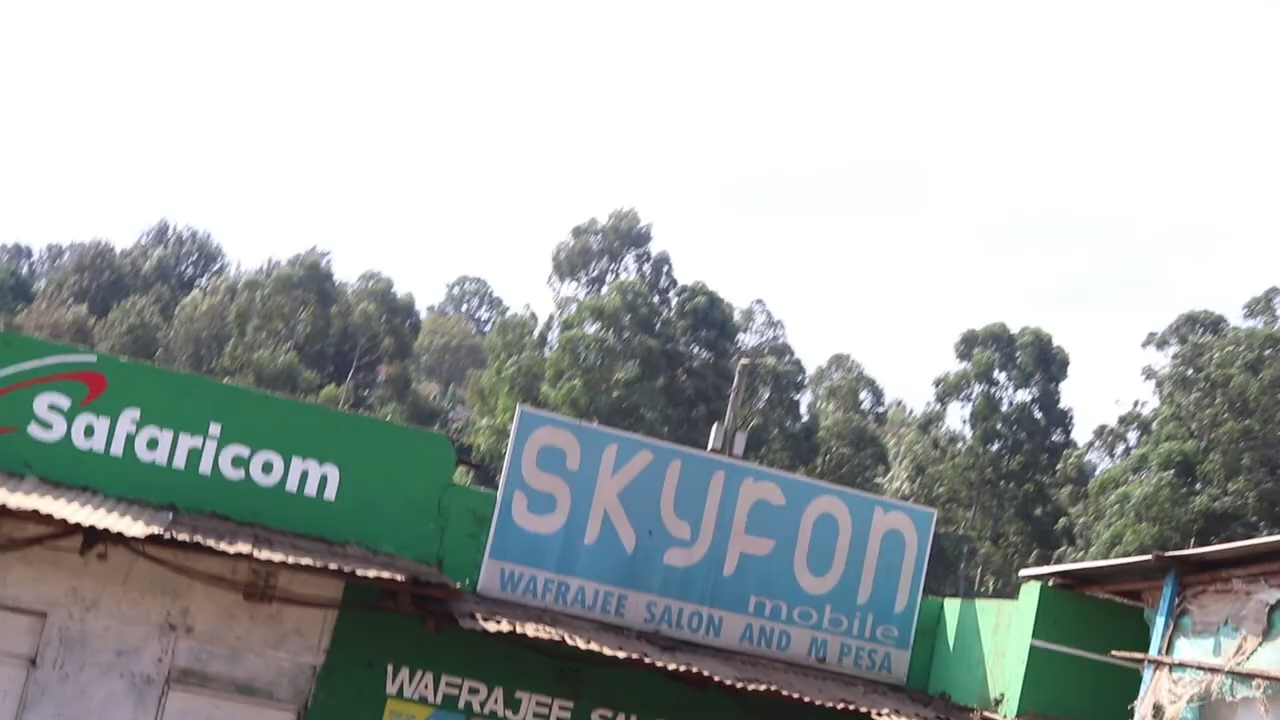 Safaricom
SKYFON
mobile
WAFRAJEE SALON AND M PESA
WAFRAJEE